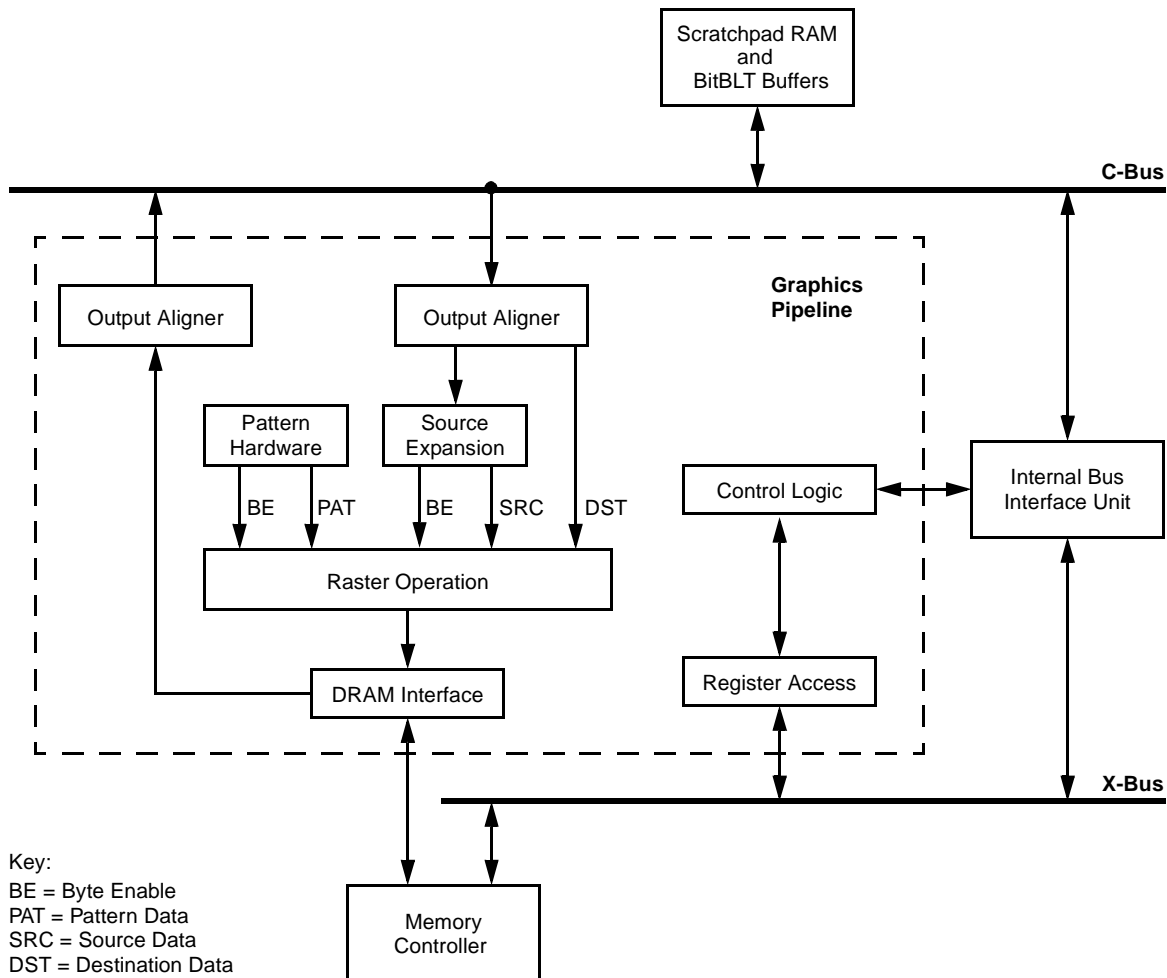 Scratchpad RAM
and
BitBLT Buffers
C-Bus
Graphics
Pipeline
Output Aligner
Output Aligner
Pattern
Hardware
Source
Expansion
Control Logic
Internal Bus
Interface Unit
BE
PAT
BE
SRC
DST
Raster Operation
Register Access
DRAM Interface
X-Bus
Key:
BE = Byte Enable
PAT = Pattern Data
SRC = Source Data
DST = Destination Data
Memory
Controller